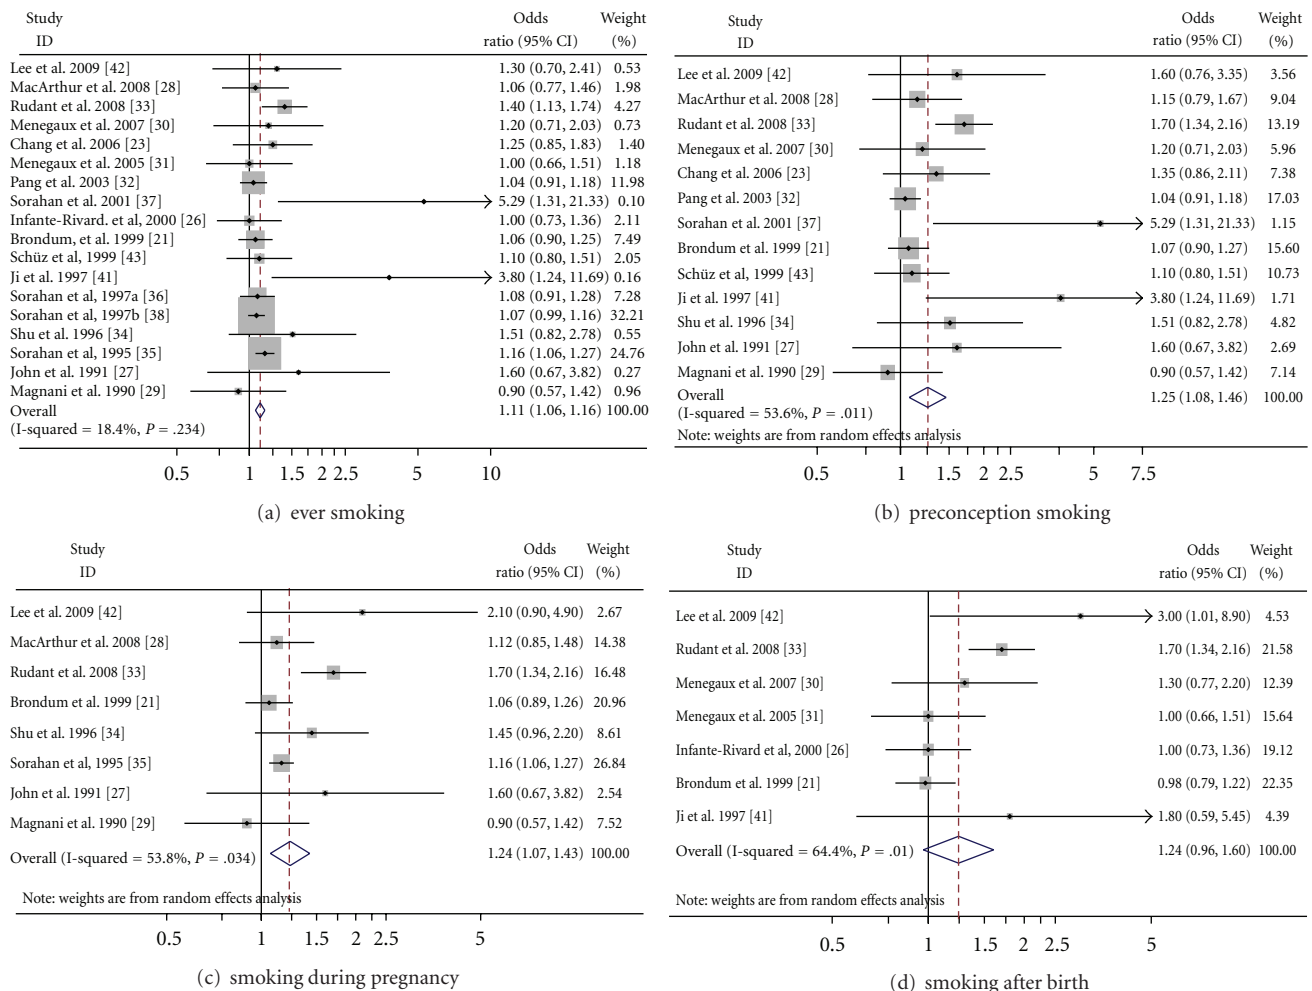 Study Odds Weight
ID ratio (95% CI) (%)
Lee et al. 2009 [42] 1.30 (0.70, 2.41) 0.53
MacArthur et al. 2008 [28] 1.06 (0.77, 1.46) 1.98
Rudant et al. 2008 [33] 1.40 (1.13, 1.74) 4.27
Menegaux et al. 2007 [30] 1.20 (0.71, 2.03) 0.73
Chang et al. 2006 [23] 1.25 (0.85, 1.83) 1.40
Menegaux et al. 2005 [31] 1.00 (0.66, 1.51) 1.18
Pang et al. 2003 [32] 1.04 (0.91, 1.18) 11.98
Sorahan et al. 2001 [37] 5.29 (1.31, 21.33) 0.10
Infante-Rivard. et al, 2000 [26] 1.00 (0.73, 1.36) 2.11
Brondum, et al. 1999 [21] 1.06 (0.90, 1.25) 7.49
Schüz et al, 1999 [43] 1.10 (0.80, 1.51) 2.05
Ji et al. 1997 [41] 3.80 (1.24, 11.69) 0.16
Sorahan et al, 1997a [36] 1.08 (0.91, 1.28) 7.28
Sorahan et al, 1997b [38] 1.07 (0.99, 1.16) 32.21
Shu et al. 1996 [34] 1.51 (0.82, 2.78) 0.55
Sorahan et al, 1995 [35] 1.16 (1.06, 1.27) 24.76
John et al. 1991 [27] 1.60 (0.67, 3.82) 0.27
Magnani et al. 1990 [29] 0.90 (0.57, 1.42) 0.96
Overall 1.11 (1.06, 1.16) 100.00
(I-squared = 18.4%, P = .234)
0.5 1 1.5 2 2.5 5 10
(a) ever smoking
Study Odds Weight
ID ratio (95% CI) (%)
Lee et al. 2009 [42] 1.60 (0.76, 3.35) 3.56
MacArthur et al. 2008 [28] 1.15 (0.79, 1.67) 9.04
Rudant et al. 2008 [33] 1.70 (1.34, 2.16) 13.19
Menegaux et al. 2007 [30] 1.20 (0.71, 2.03) 5.96
Chang et al. 2006 [23] 1.35 (0.86, 2.11) 7.38
Pang et al. 2003 [32] 1.04 (0.91, 1.18) 17.03
Sorahan et al. 2001 [37] 5.29 (1.31, 21.33) 1.15
Brondum et al. 1999 [21] 1.07 (0.90, 1.27) 15.60
Schüz et al, 1999 [43] 1.10 (0.80, 1.51) 10.73
Ji et al. 1997 [41] 3.80 (1.24, 11.69) 1.71
Shu et al. 1996 [34] 1.51 (0.82, 2.78) 4.82
John et al. 1991 [27] 1.60 (0.67, 3.82) 2.69
Magnani et al. 1990 [29] 0.90 (0.57, 1.42) 7.14
Overall 1.25 (1.08, 1.46) 100.00
(I-squared = 53.6%, P = .011)
Note: weights are from random effects analysis
0.5 1 1.5 2 2.5 5 7.5
(b) preconception smoking
Study Odds Weight
ID ratio (95% CI) (%)
Lee et al. 2009 [42] 2.10 (0.90, 4.90) 2.67
MacArthur et al. 2008 [28] 1.12 (0.85, 1.48) 14.38
Rudant et al. 2008 [33] 1.70 (1.34, 2.16) 16.48
Brondum et al. 1999 [21] 1.06 (0.89, 1.26) 20.96
Shu et al. 1996 [34] 1.45 (0.96, 2.20) 8.61
Sorahan et al, 1995 [35] 1.16 (1.06, 1.27) 26.84
John et al. 1991 [27] 1.60 (0.67, 3.82) 2.54
Magnani et al. 1990 [29] 0.90 (0.57, 1.42) 7.52
Overall (I-squared = 53.8%, P = .034) 1.24 (1.07, 1.43) 100.00
Note: weights are from random effects analysis
0.5 1 1.5 2 2.5 5
(c) smoking during pregnancy
Study Odds Weight
ID ratio (95% CI) (%)
Lee et al. 2009 [42] 3.00 (1.01, 8.90) 4.53
Rudant et al. 2008 [33] 1.70 (1.34, 2.16) 21.58
Menegaux et al. 2007 [30] 1.30 (0.77, 2.20) 12.39
Menegaux et al. 2005 [31] 1.00 (0.66, 1.51) 15.64
Infante-Rivard et al, 2000 [26] 1.00 (0.73, 1.36) 19.12
Brondum et al. 1999 [21] 0.98 (0.79, 1.22) 22.35
Ji et al. 1997 [41] 1.80 (0.59, 5.45) 4.39
Overall (I-squared = 64.4%, P = .01) 1.24 (0.96, 1.60) 100.00
Note: weights are from random effects analysis
0.5 1 1.5 2 2.5 5
(d) smoking after birth